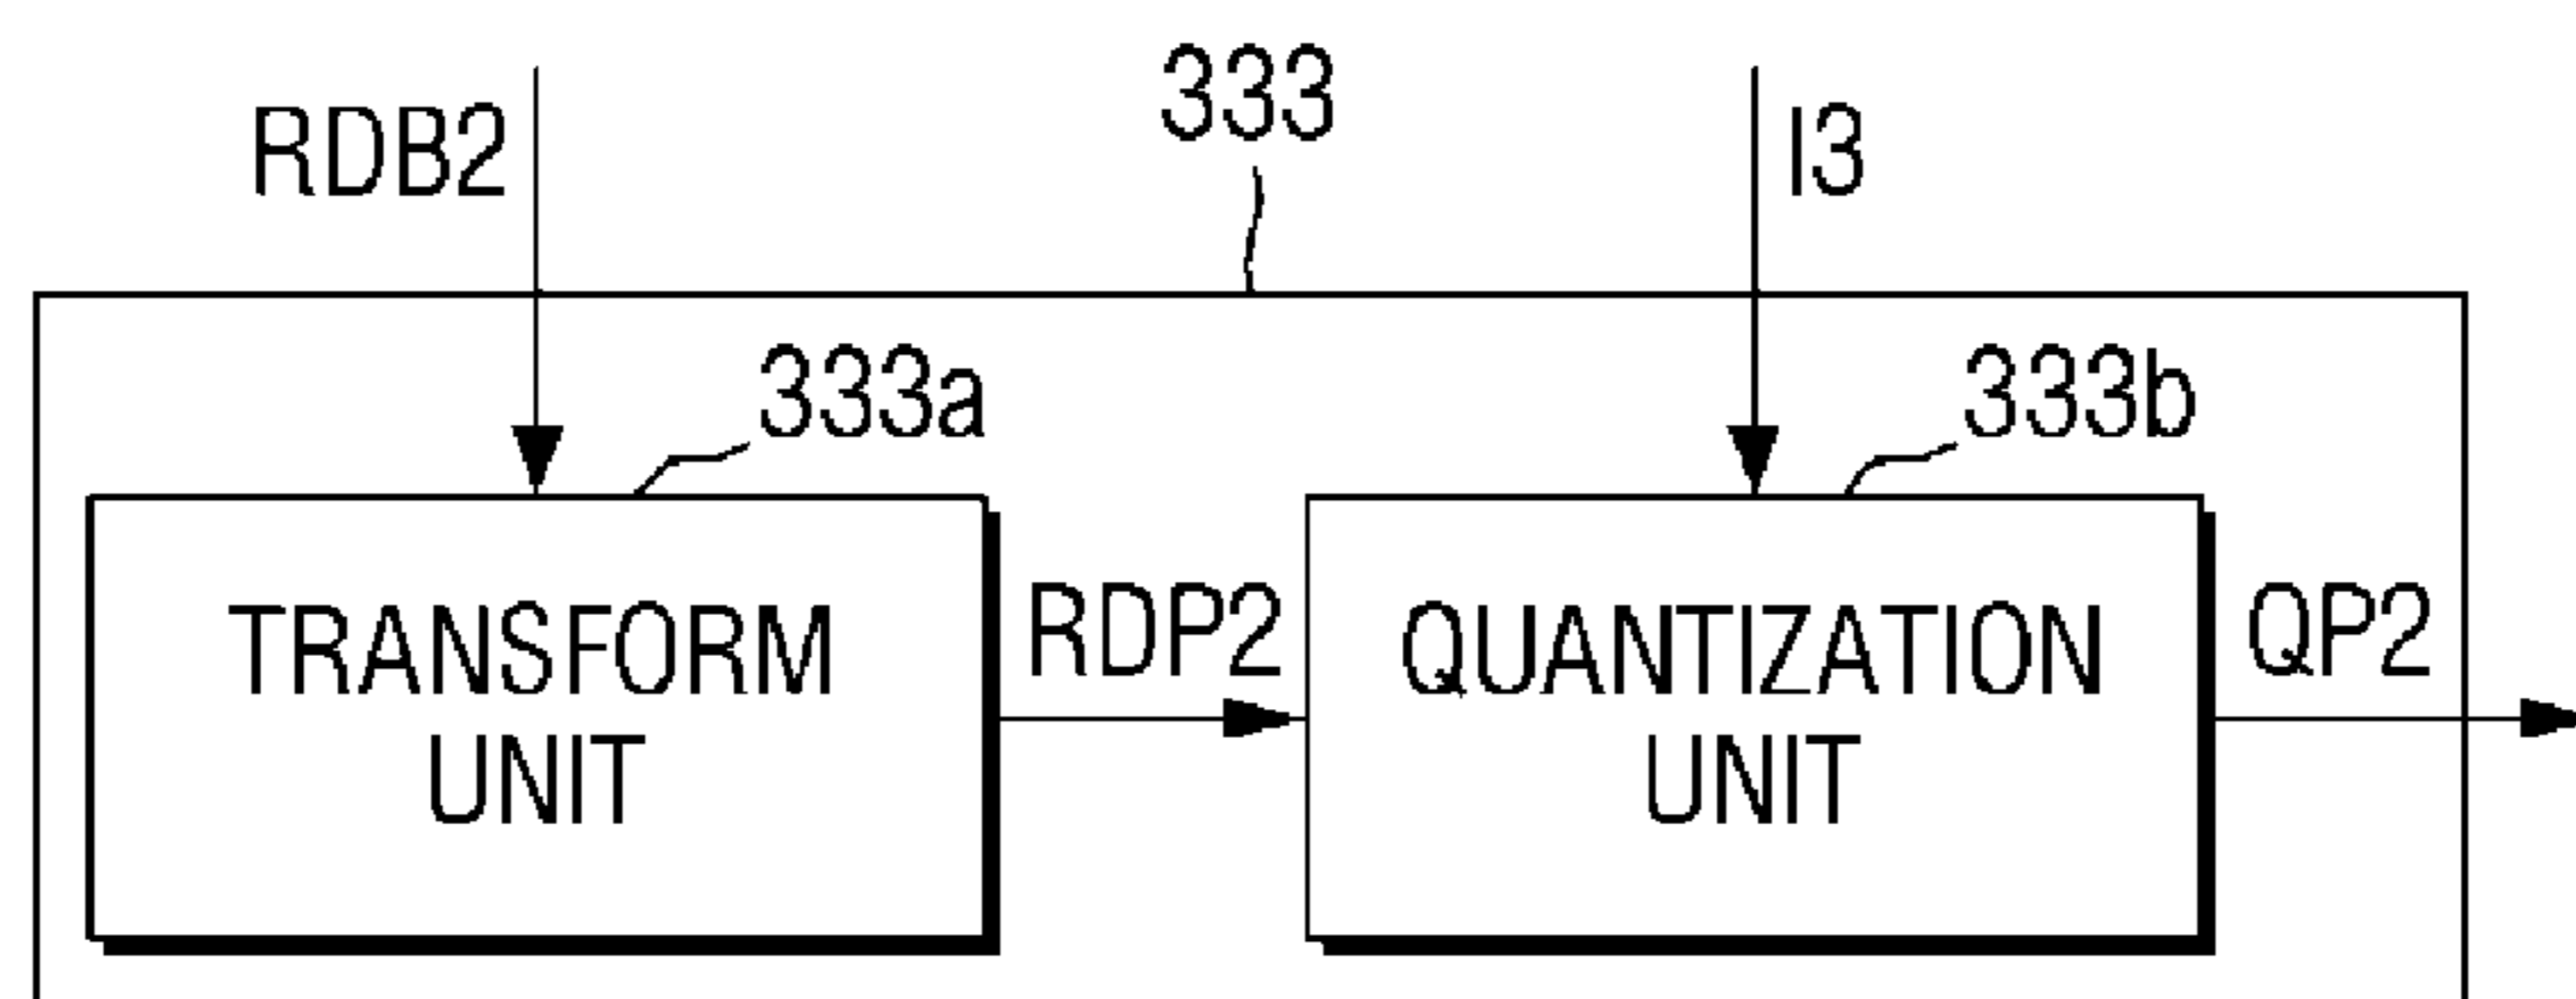 RDB2
333
I3
333a
333b
TRANSFORM
UNIT
RDP2
QUANTIZATION
UNIT
QP2